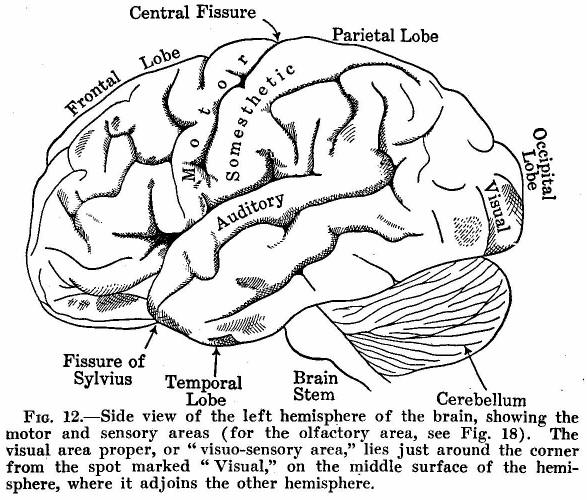 Central Fissure
Parietal Lobe
Frontal Lobe
Motor
Somesthetic
Auditory
Occipital
Lobe
Visual
Fissure of
Sylvius
Temporal
Lobe
Brain
Stem
Cerebellum
FIG. 12.—Side view of the left hemisphere of the brain, showing the
motor and sensory areas (for the olfactory area, see Fig. 18). The
visual area proper, or "visuo-sensory area," lies just around the corner
from the spot marked "Visual," on the middle surface of the hemi-
sphere, where it adjoins the other hemisphere.